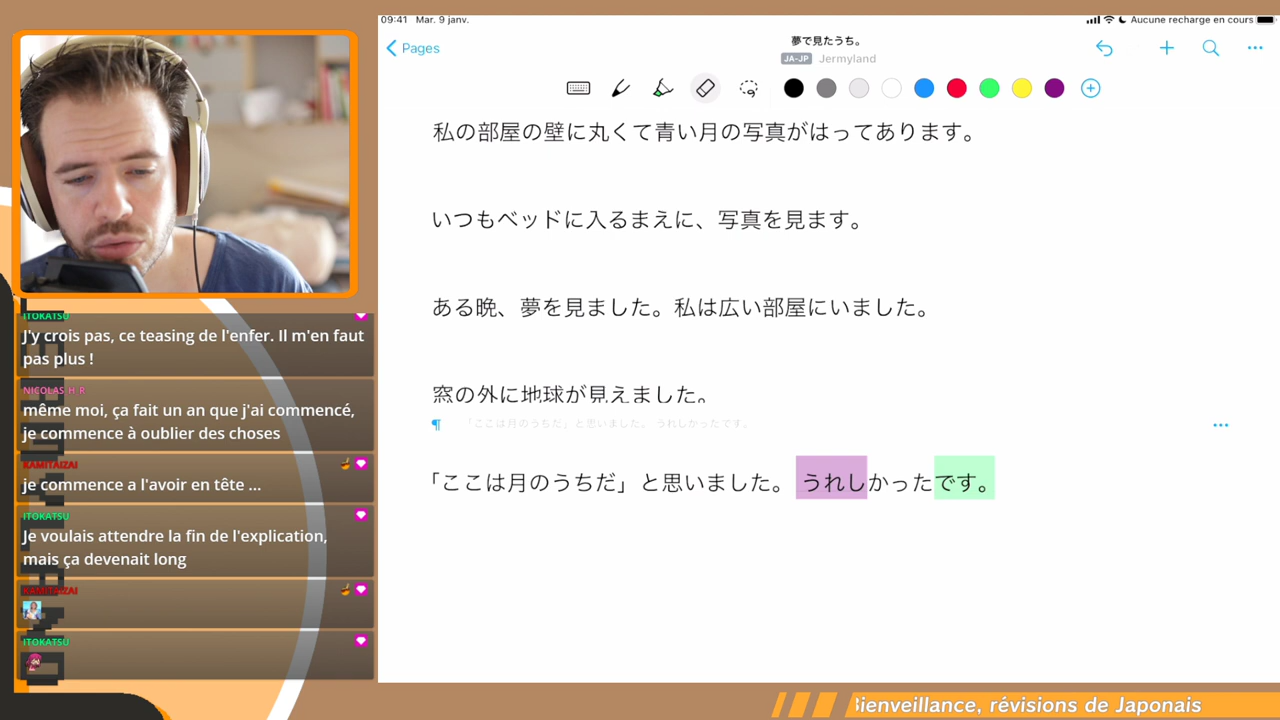 09:41 Mar. 9 janv.
Aucune recharge en cours
Pages
夢で見たうち。
JA-JP Jermyland
私の部屋の壁に丸くて青い月の写真がはってあります。
いつもベッドに入るまえに、写真を見ます。
ある晩、夢を見ました。私は広い部屋にいました。
窓の外に地球が見えました。
「ここは月のうちだ」と思いました。 うれしかったです。
「ここは月のうちだ」と思いました。 うれしかったです。
ITOKATSU
J'y crois pas, ce teasing de l'enfer. Il m'en faut
pas plus !
NICOLAS_H_R
même moi, ça fait un an que j'ai commencé,
je commence à oublier des choses
KAMITAIZAI
je commence a l'avoir en tête ...
ITOKATSU
Je voulais attendre la fin de l'explication,
mais ça devenait long
KAMITAIZAI
ITOKATSU
Bienveillance, révisions de Japonais